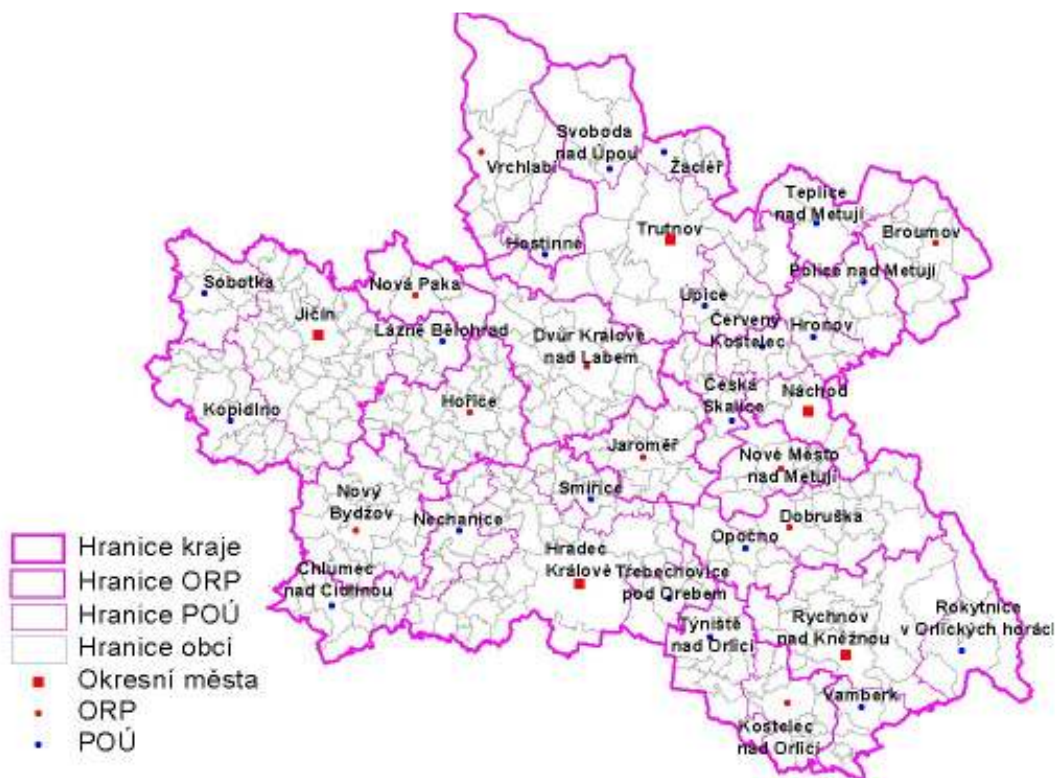 Svoboda
nad Úpou
Vrchlabí
Žacléř
Teplice
nad Metují
Broumov
Trutnov
Hostinné
Police nad Metují
Sobotka
Nová Paka
Úpice
Jičín
Lázně Bělohrad
Dvůr Králové
nad Labem
Červený
Kostelec
Hronov
Kopidlno
Hořice
Česká
Skalice
Náchod
Jaroměř
Nové Město
nad Metují
Smiřice
Nový
Bydžov
Nechanice
Dobruška
Opočno
Hradec
Králové
Třebechovice
pod Orebem
Chlumec
nad Cidlinou
Týniště
nad Orlicí
Rychnov
nad Kněžnou
Rokytnice
v Orlických horách
Vamberk
Kostelec
nad Orlicí
Hranice kraje
Hranice ORP
Hranice POÚ
Hranice obcí
Okresní města
ORP
POÚ